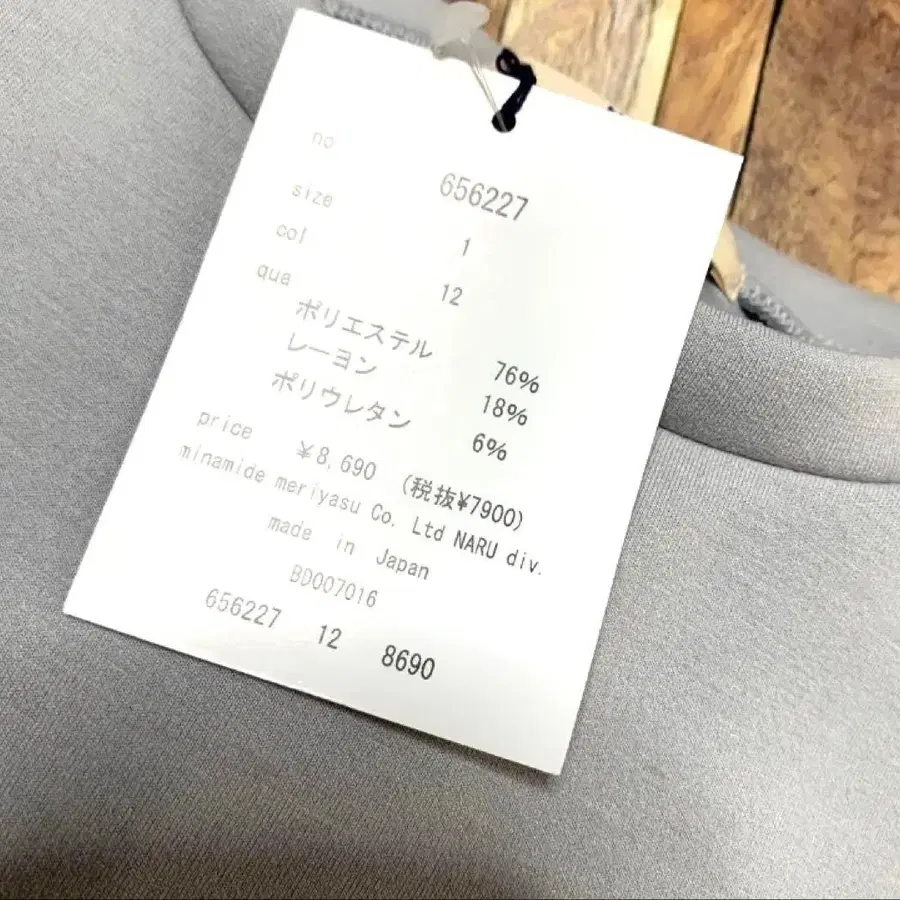 no 656227
size 1
col 12
qua
ポリエステル 76%
レーヨン 18%
ポリウレタン 6%
price ¥8,690 (税抜¥7900)
minamide meriyasu Co. Ltd NARU div.
made in Japan
BD007016
656227 12 8690